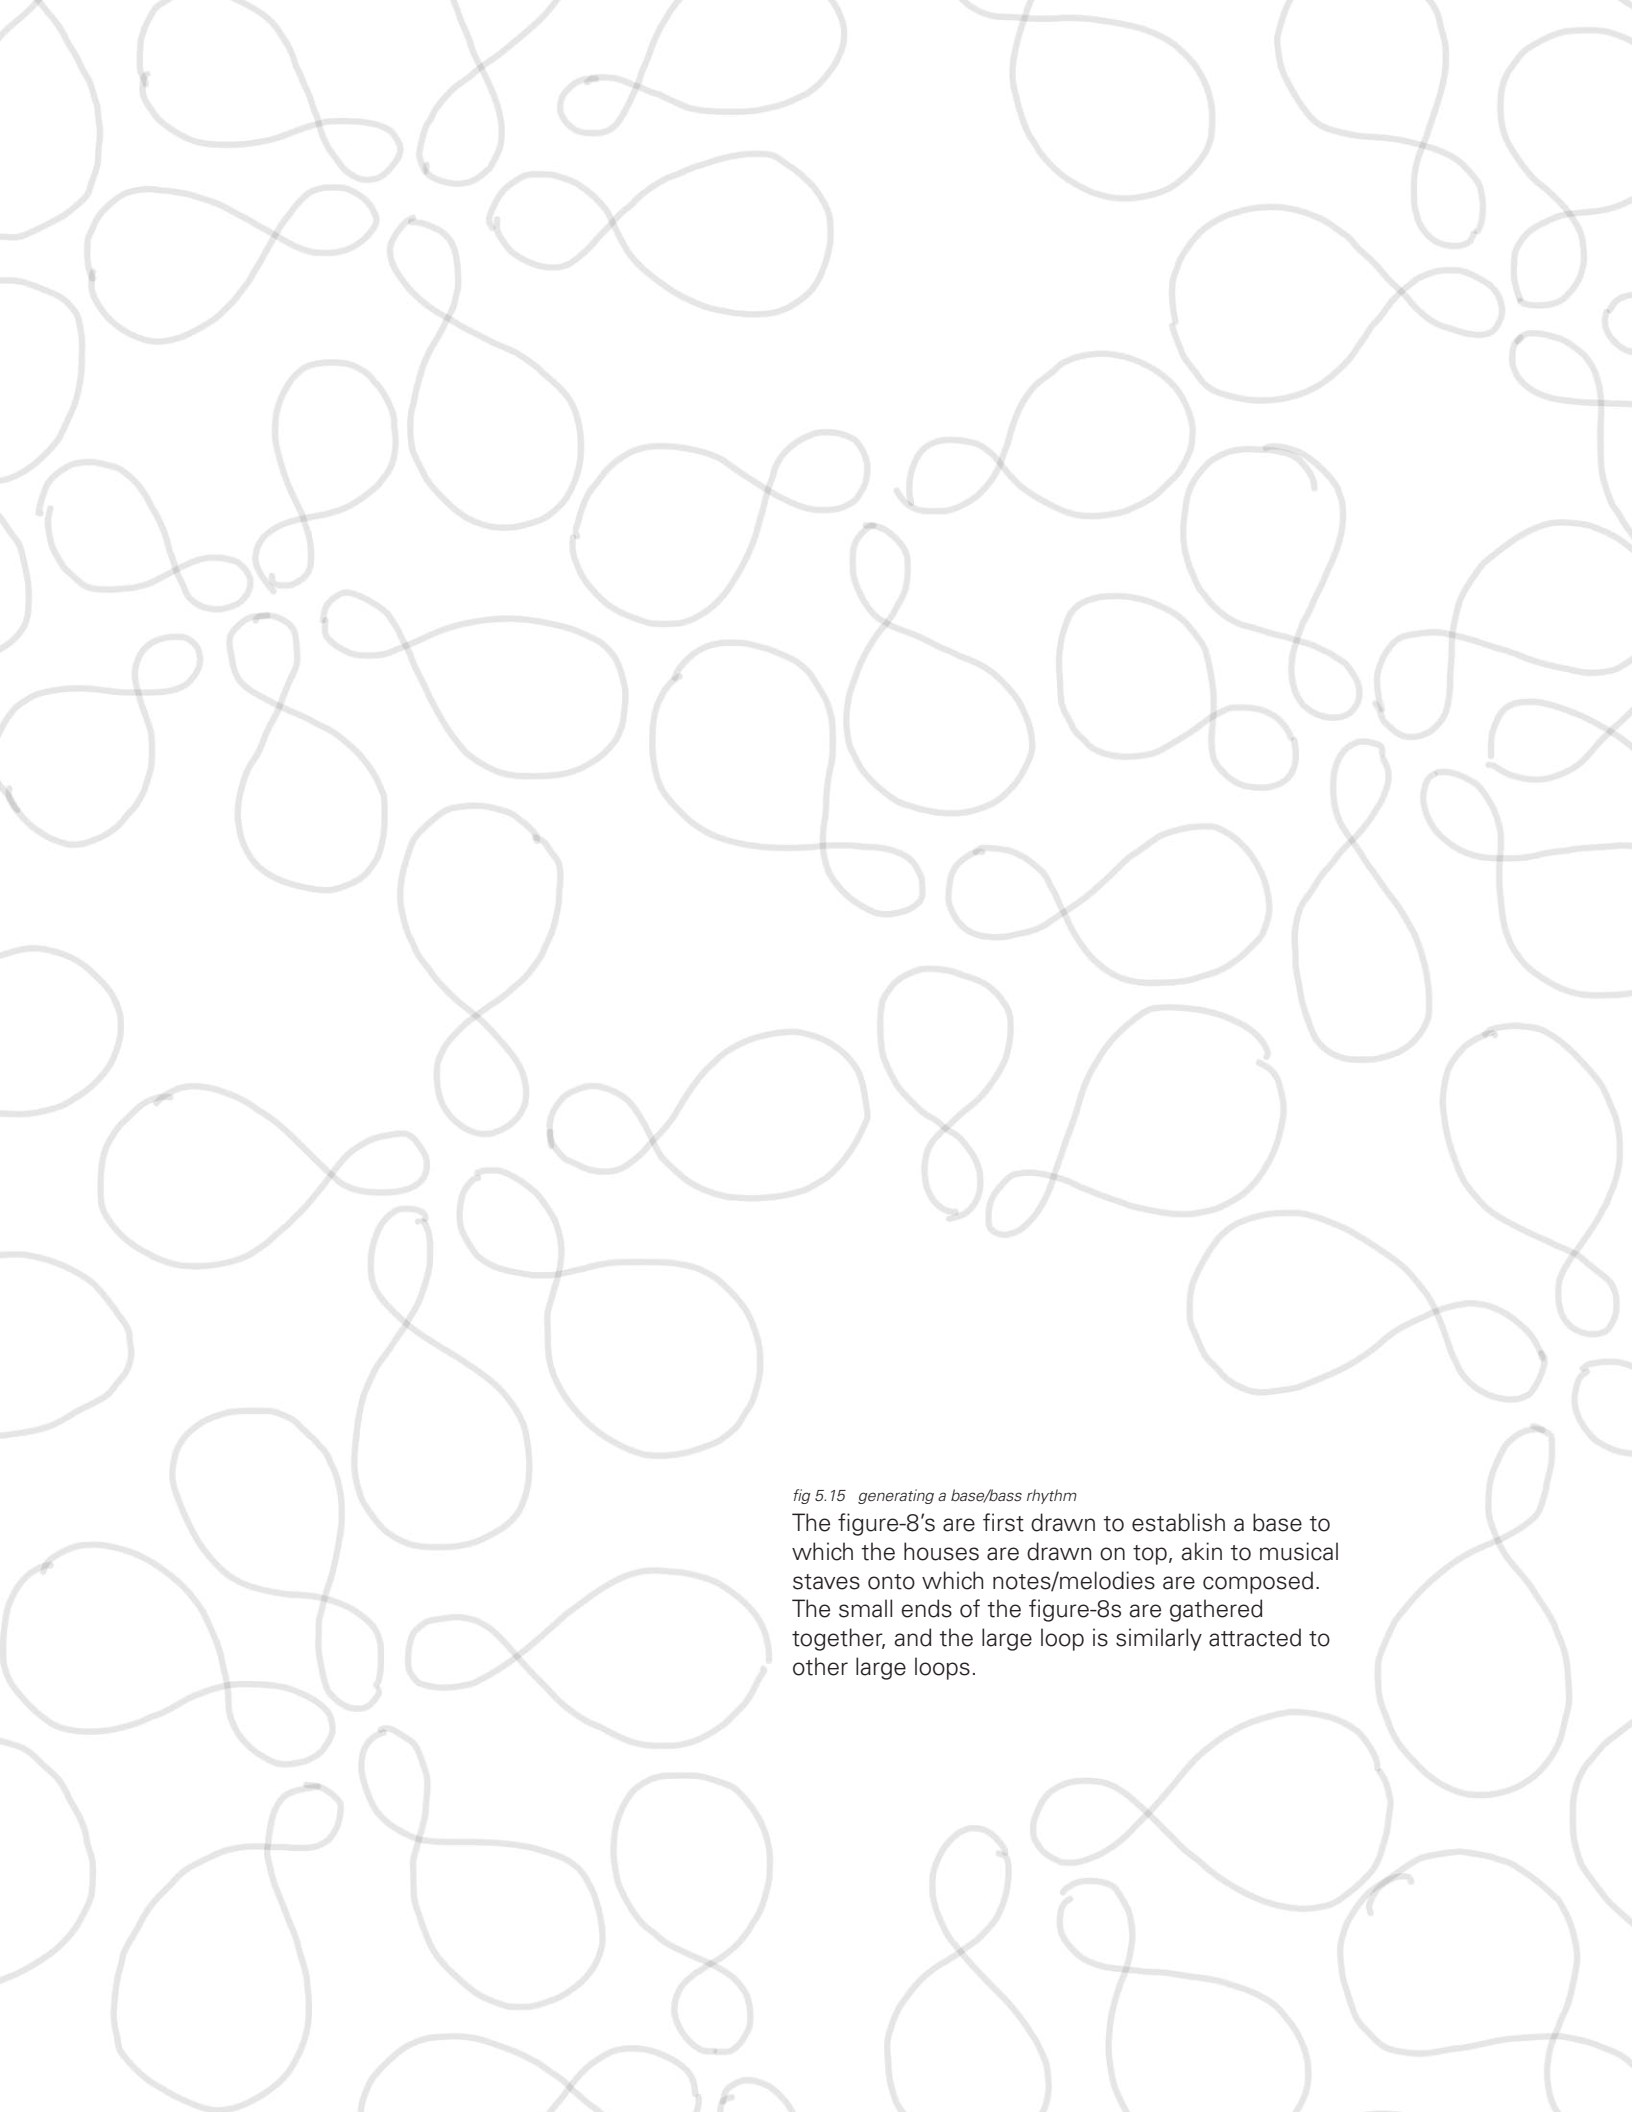 fig 5.15 generating a base/bass rhythm
The figure-8’s are first drawn to establish a base to
which the houses are drawn on top, akin to musical
staves onto which notes/melodies are composed.
The small ends of the figure-8s are gathered
together, and the large loop is similarly attracted to
other large loops.